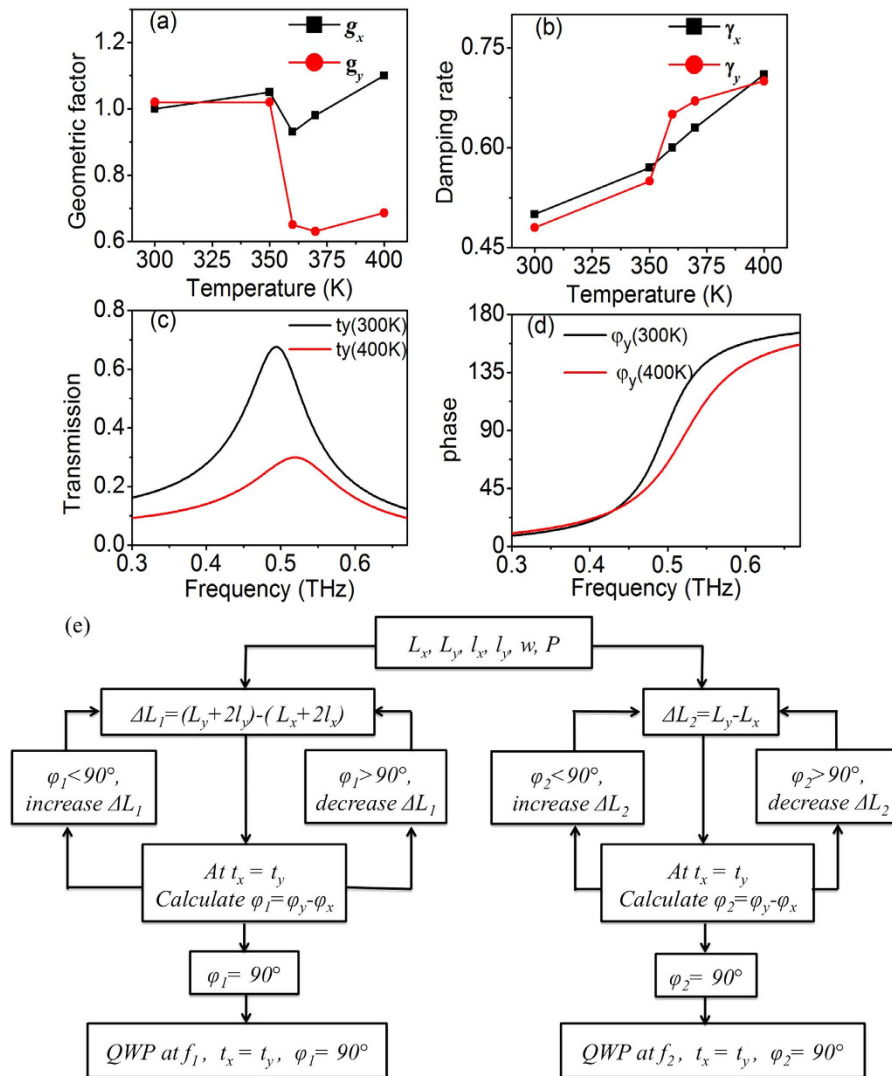 (a)
g_x
g_y
Geometric factor
1.2
1.0
0.8
0.6
300
325
350
375
400
Temperature (K)
(b)
γ_x
γ_y
Damping rate
0.75
0.60
0.45
300
325
350
375
400
Temperature (K)
(c)
ty(300K)
ty(400K)
Transmission
0.8
0.6
0.4
0.2
0.0
0.3
0.4
0.5
0.6
Frequency (THz)
(d)
φ_y(300K)
φ_y(400K)
phase
180
135
90
45
0
0.3
0.4
0.5
0.6
Frequency (THz)
(e)
L_x, L_y, l_x, l_y, w, P
ΔL_1=(L_y+2l_y)-( L_x+2l_x)
φ_1<90°,
increase ΔL_1
φ_1>90°,
decrease ΔL_1
At t_x = t_y
Calculate φ_1=φ_y-φ_x
φ_1= 90°
QWP at f_1, t_x = t_y, φ_1= 90°
ΔL_2=L_y-L_x
φ_2<90°,
increase ΔL_2
φ_2>90°,
decrease ΔL_2
At t_x = t_y
Calculate φ_2=φ_y-φ_x
φ_2= 90°
QWP at f_2, t_x = t_y, φ_2= 90°